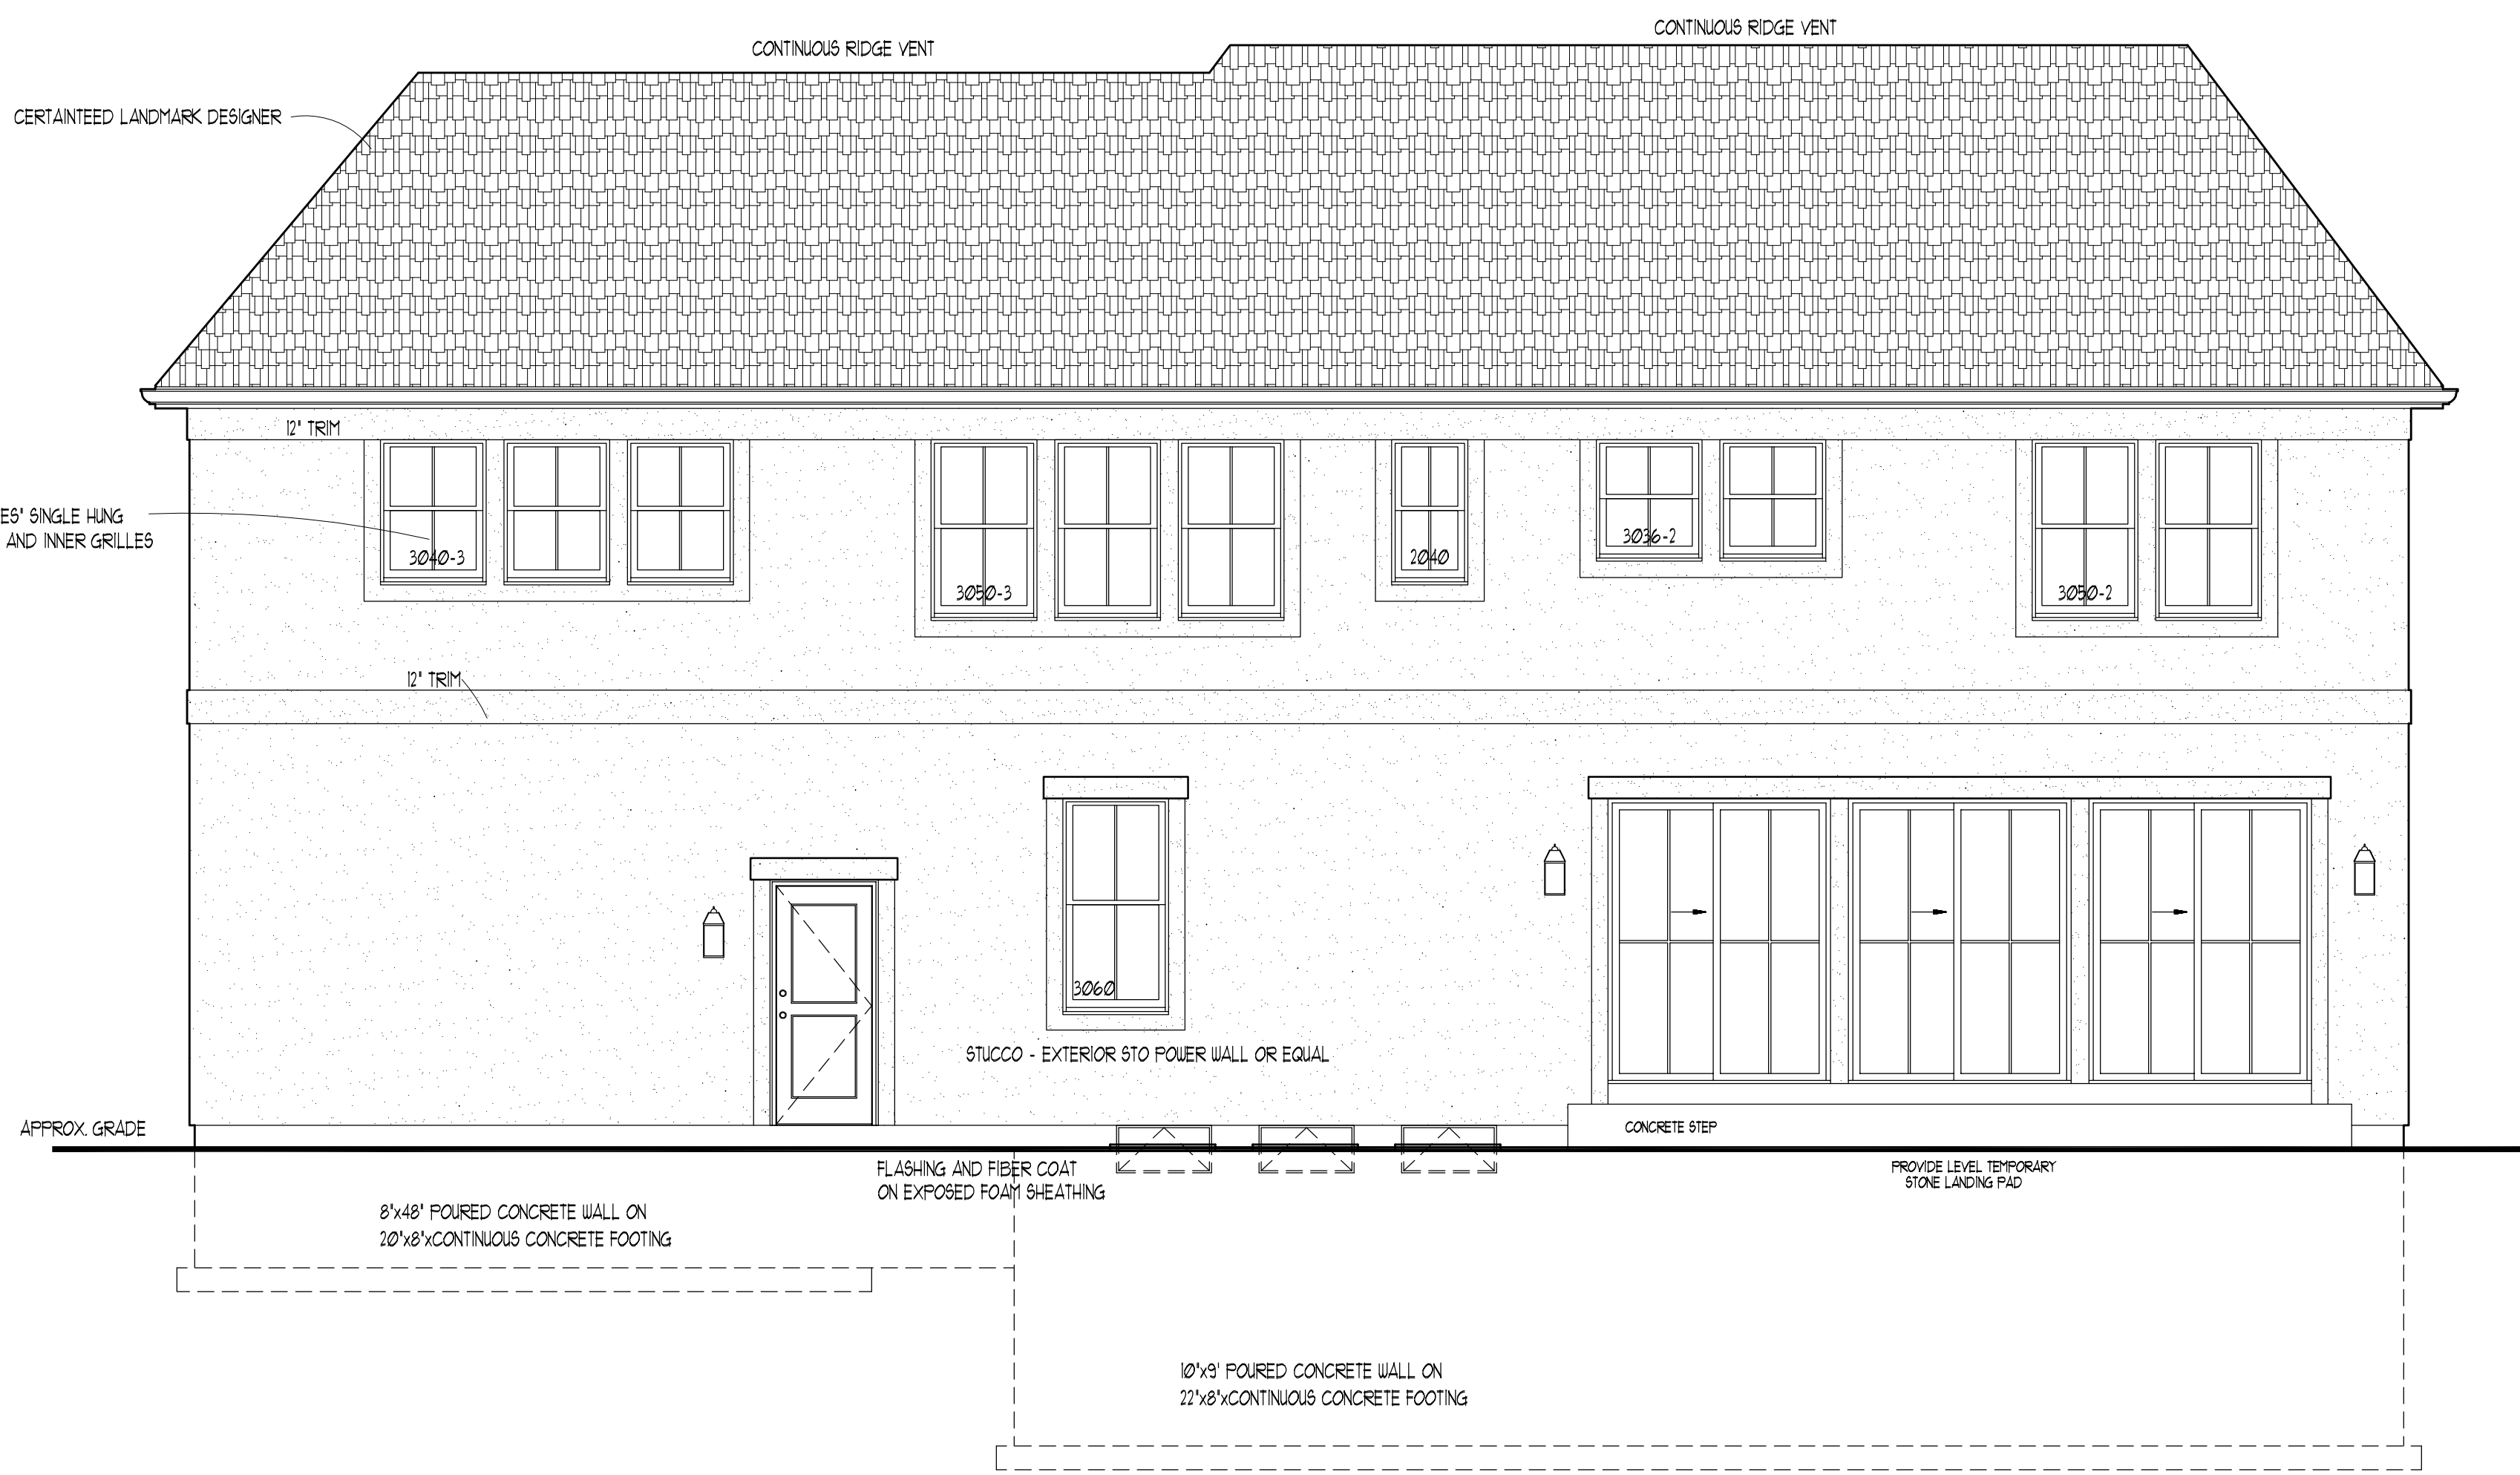 CONTINUOUS RIDGE VENT
CONTINUOUS RIDGE VENT
CERTAINTEED LANDMARK DESIGNER
12" TRIM
ES" SINGLE HUNG
AND INNER GRILLES
3040-3
3050-3
2040
3036-2
3050-2
12" TRIM
3060
STUCCO - EXTERIOR STO POWER WALL OR EQUAL
APPROX. GRADE
CONCRETE STEP
FLASHING AND FIBER COAT
ON EXPOSED FOAM SHEATHING
PROVIDE LEVEL TEMPORARY
STONE LANDING PAD
8"x48" POURED CONCRETE WALL ON
20"x8"xCONTINUOUS CONCRETE FOOTING
10"x9' POURED CONCRETE WALL ON
22"x8"xCONTINUOUS CONCRETE FOOTING